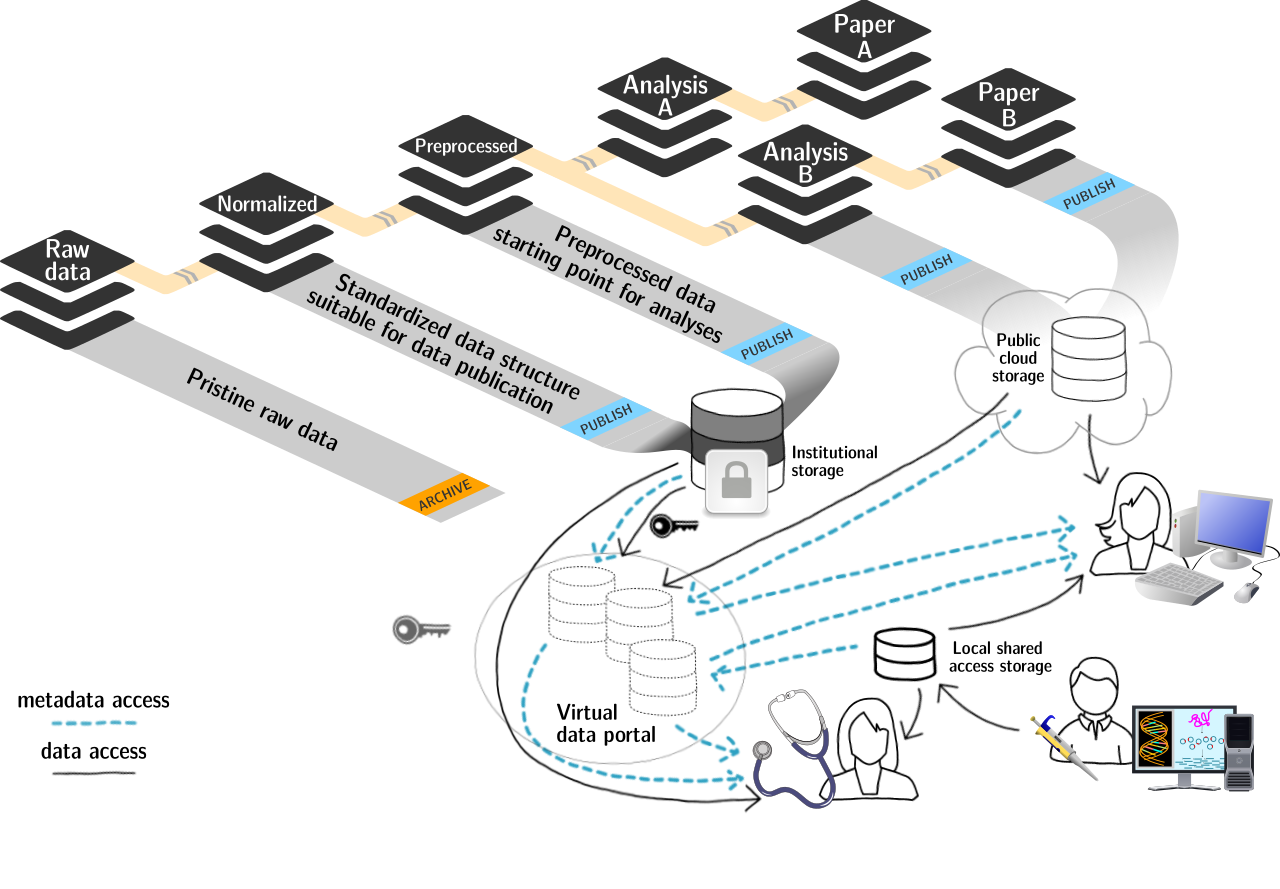 Paper
A
Analysis
A
Paper
B
Preprocessed
Analysis
B
Normalized
Raw
data
PUBLISH
PUBLISH
Preprocessed data
starting point for analyses
PUBLISH
Standardized data structure
suitable for data publication
PUBLISH
Pristine raw data
ARCHIVE
Public
cloud
storage
Institutional
storage
Local shared
access storage
Virtual
data portal
metadata access
data access